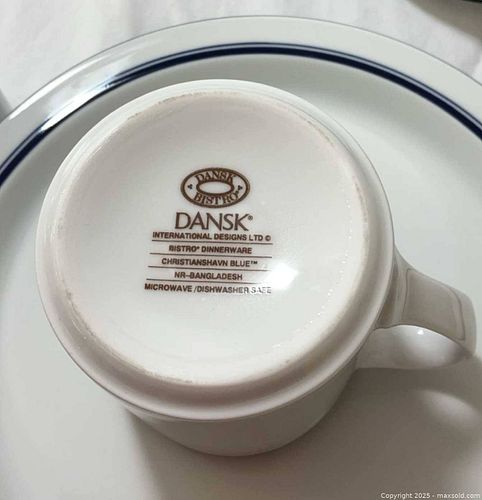 DANSK
BISTRO
DANSK®
INTERNATIONAL DESIGNS LTD ©
BISTRO® DINNERWARE
CHRISTIANSHAVN BLUE™
NR-BANGLADESH
MICROWAVE/DISHWASHER SAFE
Copyright 2025 - maxsold.com